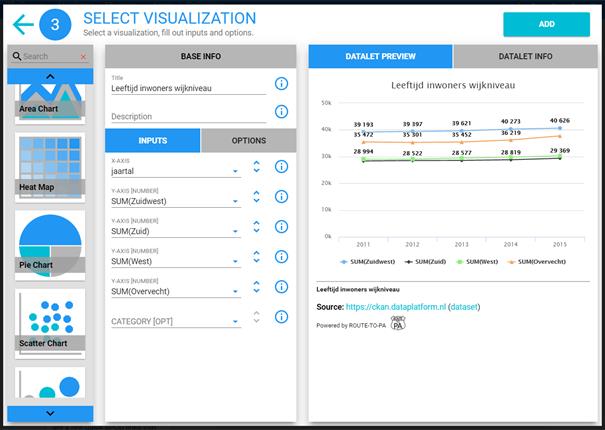 3
SELECT VISUALIZATION
Select a visualization, fill out inputs and options.
ADD
Search
Area Chart
Heat Map
Pie Chart
Scatter Chart
BASE INFO
Title
Leeftijd inwoners wijkniveau
Description
INPUTS
OPTIONS
X-AXIS
jaartal
Y-AXIS [NUMBER]
SUM(Zuidwest)
Y-AXIS [NUMBER]
SUM(Zuid)
Y-AXIS [NUMBER]
SUM(West)
Y-AXIS [NUMBER]
SUM(Overvecht)
CATEGORY [OPT]
DATALET PREVIEW
DATALET INFO
Leeftijd inwoners wijkniveau
50k
40k
30k
20k
10k
0k
39 193
39 397
39 621
40 273
40 626
35 472
35 301
35 452
36 219
28 994
28 522
28 577
28 819
29 369
2011
2012
2013
2014
2015
SUM(Zuidwest)
SUM(Zuid)
SUM(West)
SUM(Overvecht)
Leeftijd inwoners wijkniveau
Source: https://ckan.dataplatform.nl (dataset)
Powered by ROUTE-TO-PA
PA